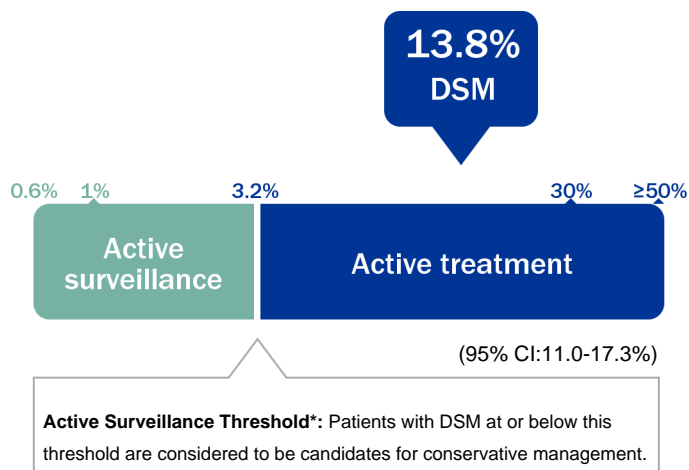 13.8%
DSM
0.6% 1% 3.2% 30% ≥50%
Active
surveillance
Active treatment
(95% CI:11.0-17.3%)
Active Surveillance Threshold*: Patients with DSM at or below this
threshold are considered to be candidates for conservative management.